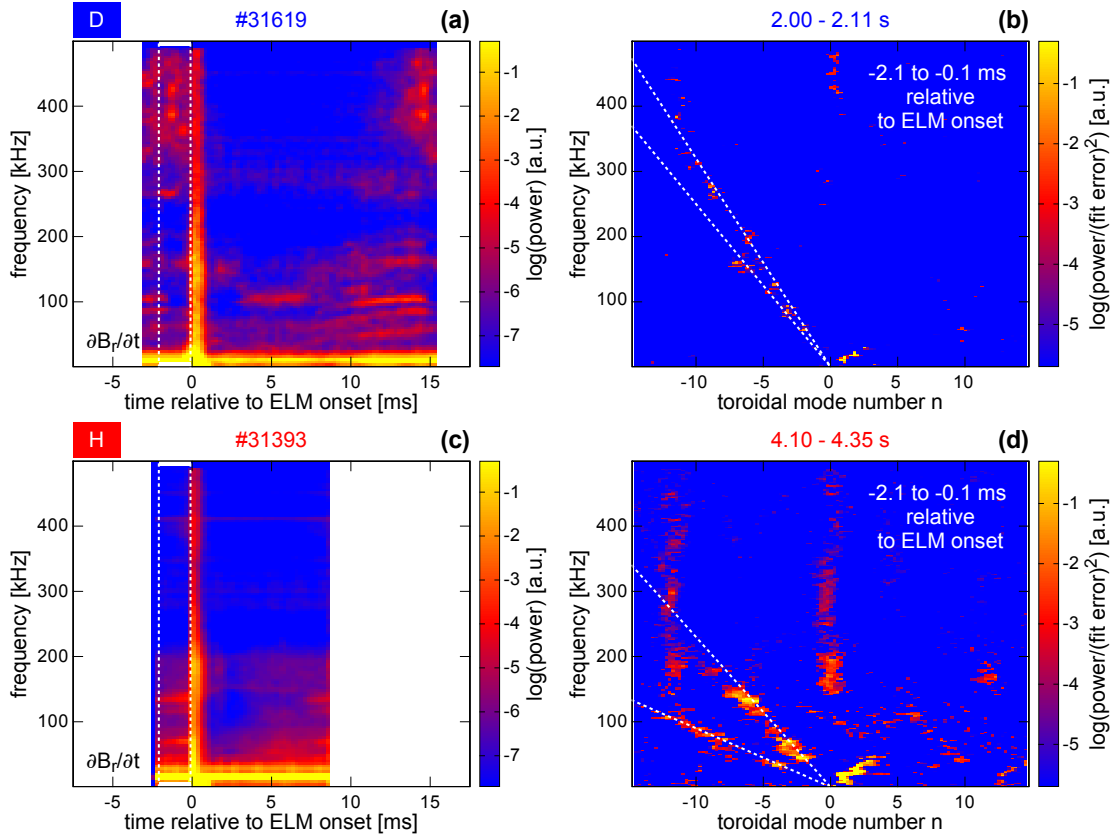 D
#31619
(a)
frequency [kHz]
400
300
200
100
∂Bᵣ/∂t
-5
0
5
10
15
time relative to ELM onset [ms]
-1
-2
-3
-4
-5
-6
-7
log(power) [a.u.]
2.00 - 2.11 s
(b)
-2.1 to -0.1 ms
relative
to ELM onset
frequency [kHz]
400
300
200
100
-10
-5
0
5
10
toroidal mode number n
-1
-2
-3
-4
-5
log(power/(fit error)²) [a.u.]
H
#31393
(c)
frequency [kHz]
400
300
200
100
∂Bᵣ/∂t
-5
0
5
10
15
time relative to ELM onset [ms]
-1
-2
-3
-4
-5
-6
-7
log(power) [a.u.]
4.10 - 4.35 s
(d)
-2.1 to -0.1 ms
relative
to ELM onset
frequency [kHz]
400
300
200
100
-10
-5
0
5
10
toroidal mode number n
-1
-2
-3
-4
-5
log(power/(fit error)²) [a.u.]